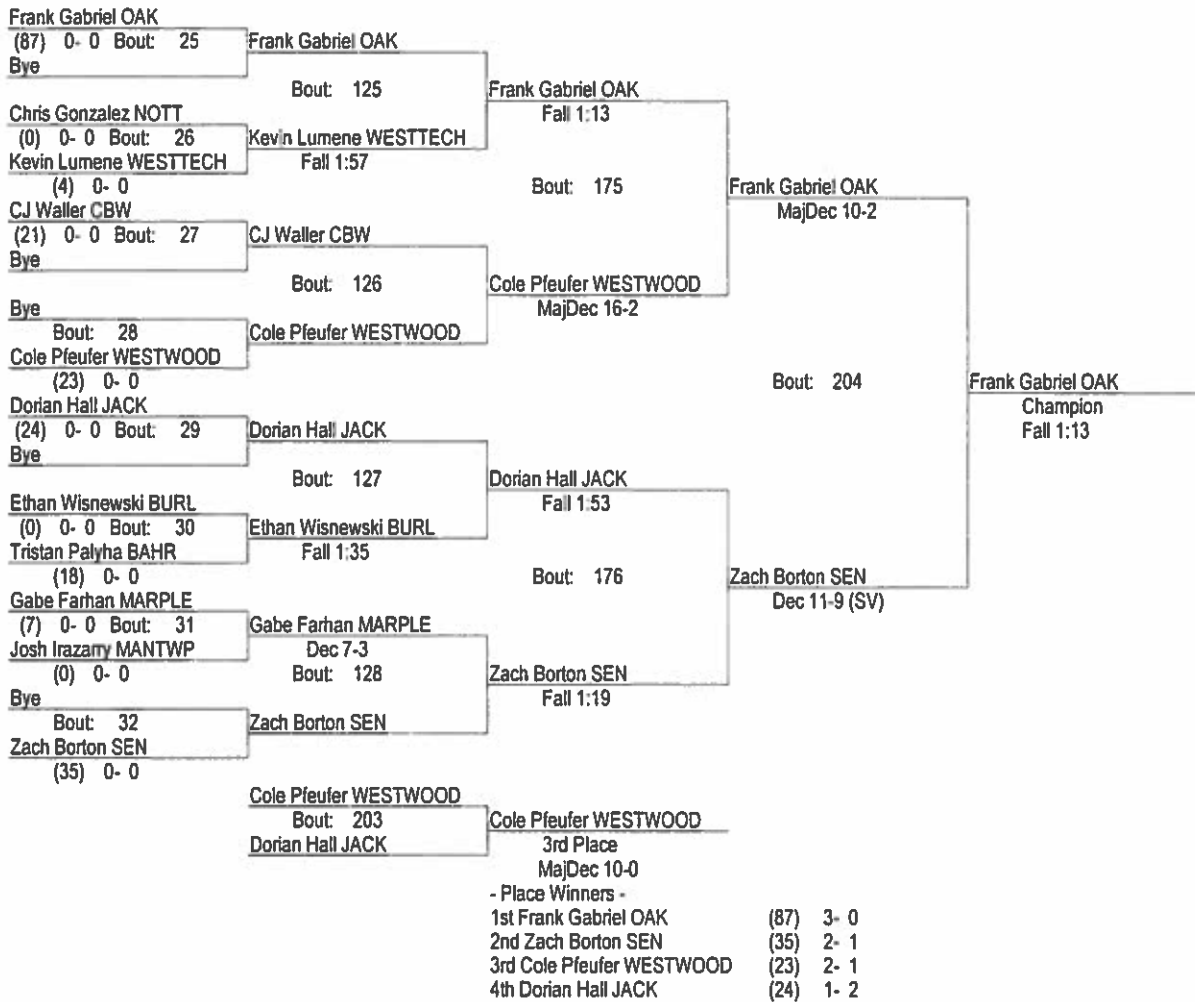 Frank Gabriel OAK
(87) 0- 0 Bout: 25
Bye
Chris Gonzalez NOTT
(0) 0- 0 Bout: 26
Kevin Lumene WESTTECH
(4) 0- 0
CJ Waller CBW
(21) 0- 0 Bout: 27
Bye
Bye
Bout: 28
Cole Pfeufer WESTWOOD
(23) 0- 0
Dorian Hall JACK
(24) 0- 0 Bout: 29
Bye
Ethan Wisnewski BURL
(0) 0- 0 Bout: 30
Tristan Palyha BAHR
(18) 0- 0
Gabe Farhan MARPLE
(7) 0- 0 Bout: 31
Josh Irazarry MANTWP
(0) 0- 0
Bye
Bout: 32
Zach Borton SEN
(35) 0- 0
Frank Gabriel OAK
Bout: 125
Kevin Lumene WESTTECH
Fall 1:57
CJ Waller CBW
Bout: 126
Cole Pfeufer WESTWOOD
Dorian Hall JACK
Bout: 127
Ethan Wisnewski BURL
Fall 1:35
Gabe Farhan MARPLE
Dec 7-3
Bout: 128
Zach Borton SEN
Frank Gabriel OAK
Fall 1:13
Bout: 175
Cole Pfeufer WESTWOOD
MajDec 16-2
Dorian Hall JACK
Fall 1:53
Bout: 176
Zach Borton SEN
Fall 1:19
Frank Gabriel OAK
MajDec 10-2
Bout: 204
Zach Borton SEN
Dec 11-9 (SV)
Frank Gabriel OAK
Champion
Fall 1:13
Cole Pfeufer WESTWOOD
Bout: 203
Dorian Hall JACK
Cole Pfeufer WESTWOOD
3rd Place
MajDec 10-0
- Place Winners -
1st Frank Gabriel OAK (87) 3- 0
2nd Zach Borton SEN (35) 2- 1
3rd Cole Pfeufer WESTWOOD (23) 2- 1
4th Dorian Hall JACK (24) 1- 2